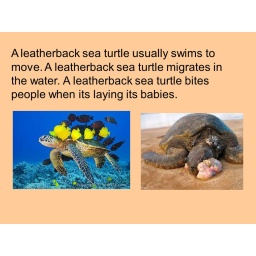 A leatherback sea turtle usually swims to
move. A leatherback sea turtle migrates in
the water. A leatherback sea turtle bites
people when its laying its babies.